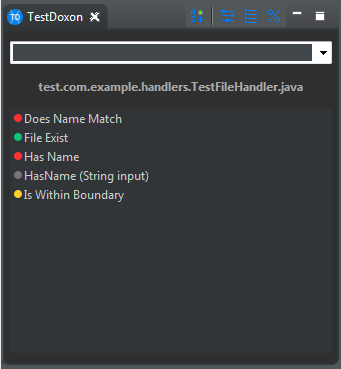 TO TestDoxon
test.com.example.handlers.TestFileHandler.java
Does Name Match
File Exist
Has Name
HasName (String input)
Is Within Boundary